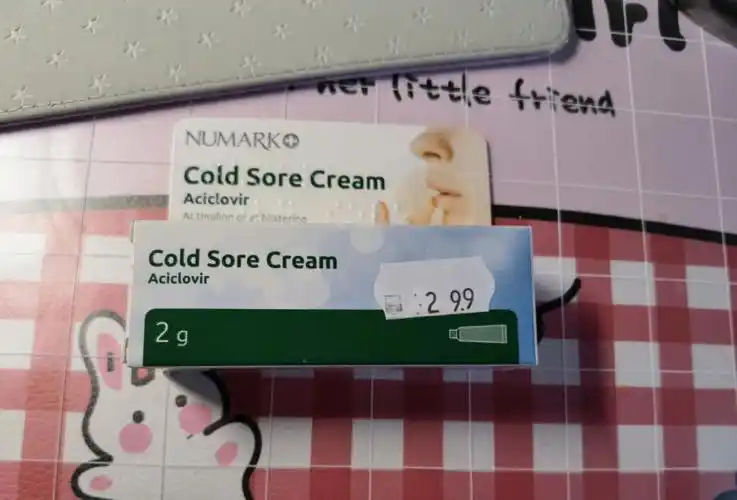 her little friend
NUMARK
Cold Sore Cream
Aciclovir
Cold Sore Cream
Aciclovir
2 99
2 g